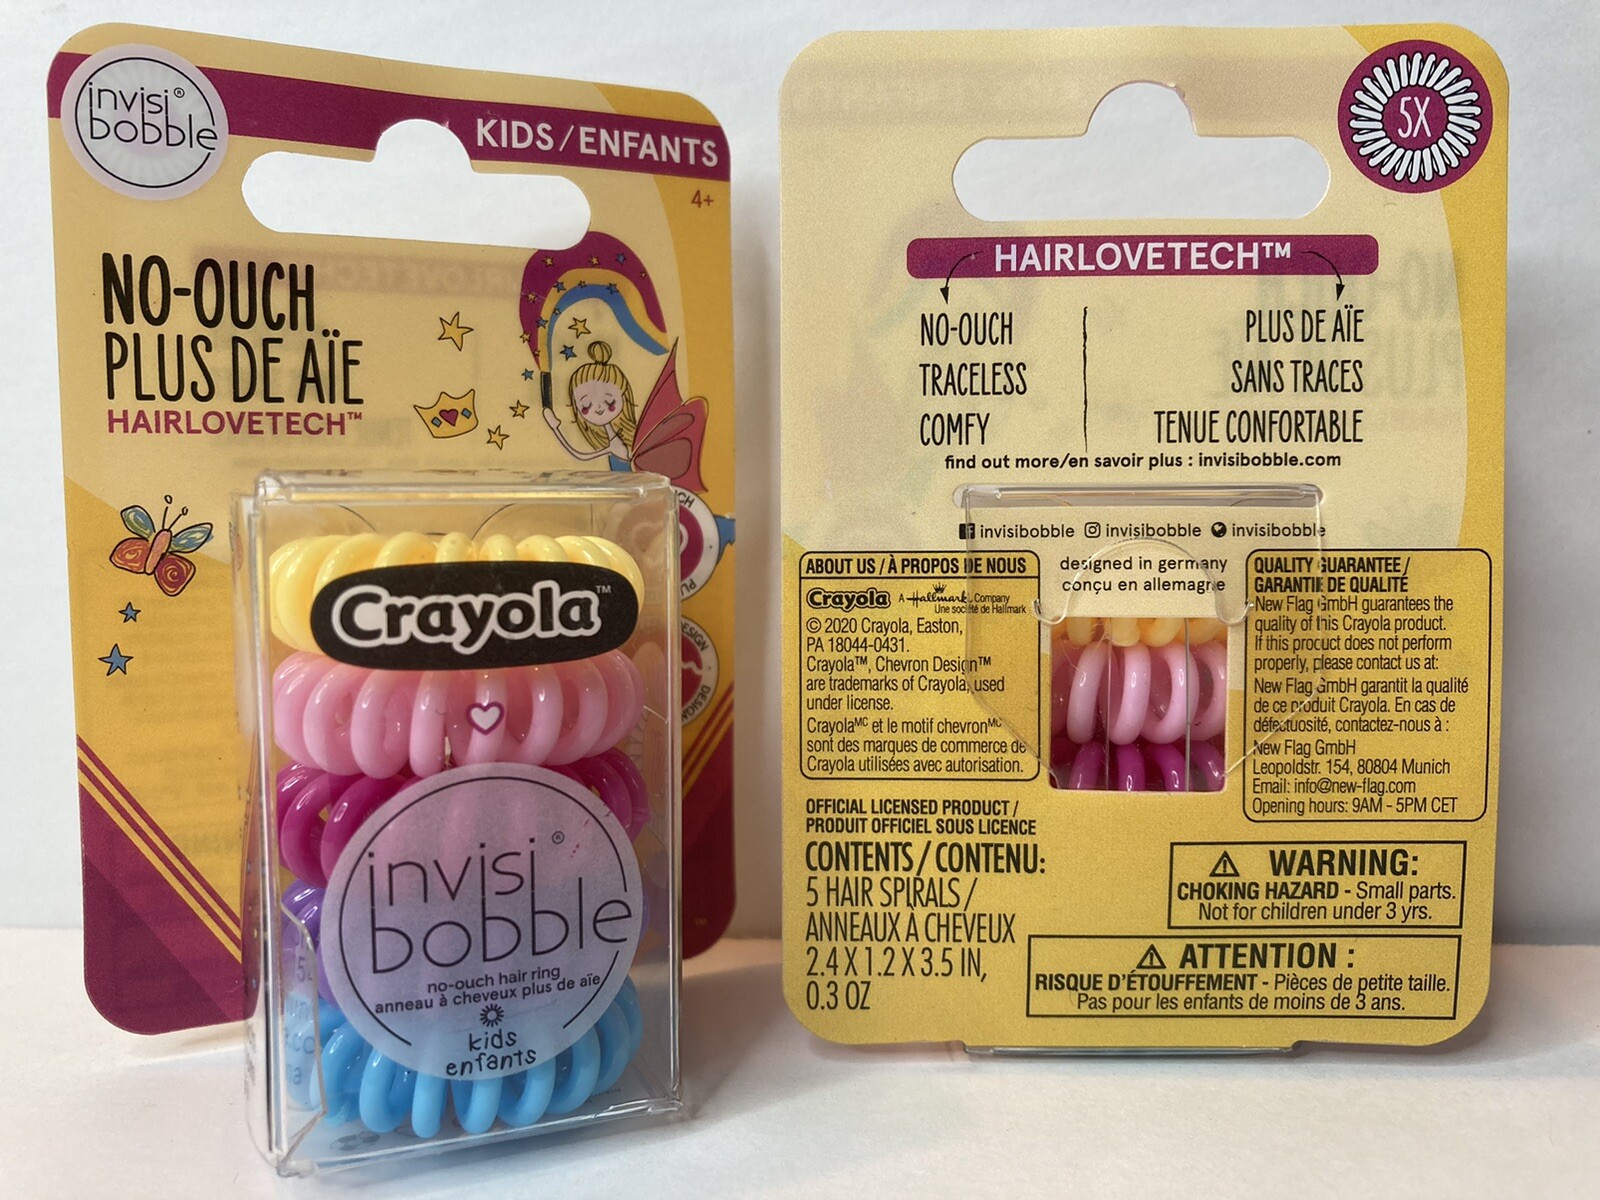 invisi®
bobble
KIDS/ENFANTS
4+
NO-OUCH
PLUS DE AÏE
HAIRLOVETECH™
Crayola™
invisi®
bobble
no-ouch hair ring
anneau à cheveux plus de aïe
kids
enfants
DESIGN
5X
HAIRLOVETECH™
NO-OUCH
TRACELESS
COMFY
PLUS DE AÏE
SANS TRACES
TENUE CONFORTABLE
find out more/en savoir plus : invisibobble.com
invisibobble invisibobble invisibobble
designed in germany
conçu en allemagne
ABOUT US / À PROPOS DE NOUS
Crayola A Hallmark Company
Une société de Hallmark
© 2020 Crayola, Easton,
PA 18044-0431.
Crayola™, Chevron Design™
are trademarks of Crayola, used
under license.
Crayolaᴹᶜ et le motif chevronᴹᶜ
sont des marques de commerce de
Crayola utilisées avec autorisation.
QUALITY GUARANTEE /
GARANTIE DE QUALITÉ
New Flag GmbH guarantees the
quality of this Crayola product.
If this product does not perform
properly, please contact us at:
New Flag GmbH garantit la qualité
de ce produit Crayola. En cas de
défectuosité, contactez-nous à :
New Flag GmbH
Leopoldstr. 154, 80804 Munich
Email: info@new-flag.com
Opening hours: 9AM - 5PM CET
OFFICIAL LICENSED PRODUCT /
PRODUIT OFFICIEL SOUS LICENCE
CONTENTS / CONTENU:
5 HAIR SPIRALS /
ANNEAUX À CHEVEUX
2.4 X 1.2 X 3.5 IN,
0.3 OZ
WARNING:
CHOKING HAZARD - Small parts.
Not for children under 3 yrs.
ATTENTION :
RISQUE D'ÉTOUFFEMENT - Pièces de petite taille.
Pas pour les enfants de moins de 3 ans.